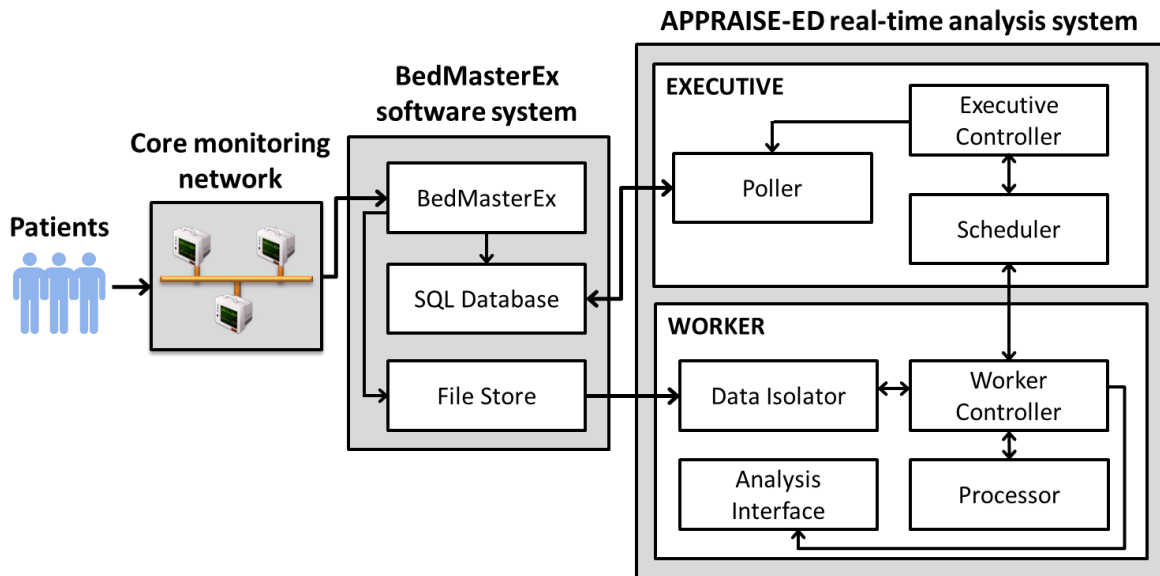 APPRAISE-ED real-time analysis system
BedMasterEx
software system
Core monitoring
network
Patients
BedMasterEx
SQL Database
File Store
EXECUTIVE
Executive
Controller
Poller
Scheduler
WORKER
Data Isolator
Worker
Controller
Analysis
Interface
Processor